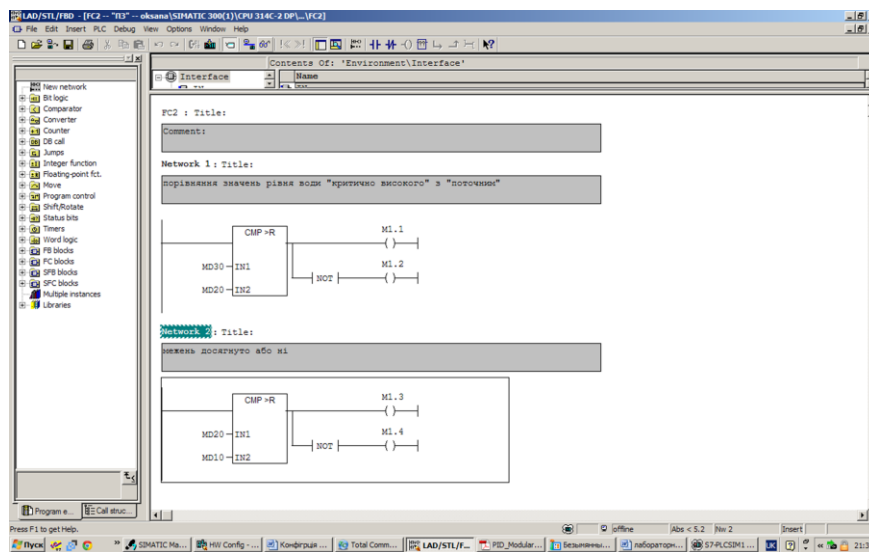 LAD/STL/FBD - [FC2 -- "П3" -- oksana\SIMATIC 300(1)\CPU 314C-2 DP\...\FC2]
File Edit Insert PLC Debug View Options Window Help
Contents Of: 'Environment\Interface'
Interface
Name
New network
Bit logic
Comparator
Converter
Counter
DB call
Jumps
Integer function
Floating-point fct.
Move
Program control
Shift/Rotate
Status bits
Timers
Word logic
FB blocks
FC blocks
SFB blocks
SFC blocks
Multiple instances
Libraries
Program e...
Call struc...
FC2 : Title:
Comment:
Network 1: Title:
порівняння значень рівня води "критично високого" з "поточним"
CMP >R
M1.1
M1.2
NOT
MD30 IN1
MD20 IN2
Network 2: Title:
межень досягнуто або ні
CMP >R
M1.3
M1.4
NOT
MD20 IN1
MD10 IN2
Press F1 to get Help.
offline
Abs < 5.2
Nw 2
Insert
Пуск
SIMATIC Ma...
HW Config - ...
Total Comm...
LAD/STL/F...
PID_Modular...
Безымянны...
лабораторн...
S7-PLCSIM1 ...
UK